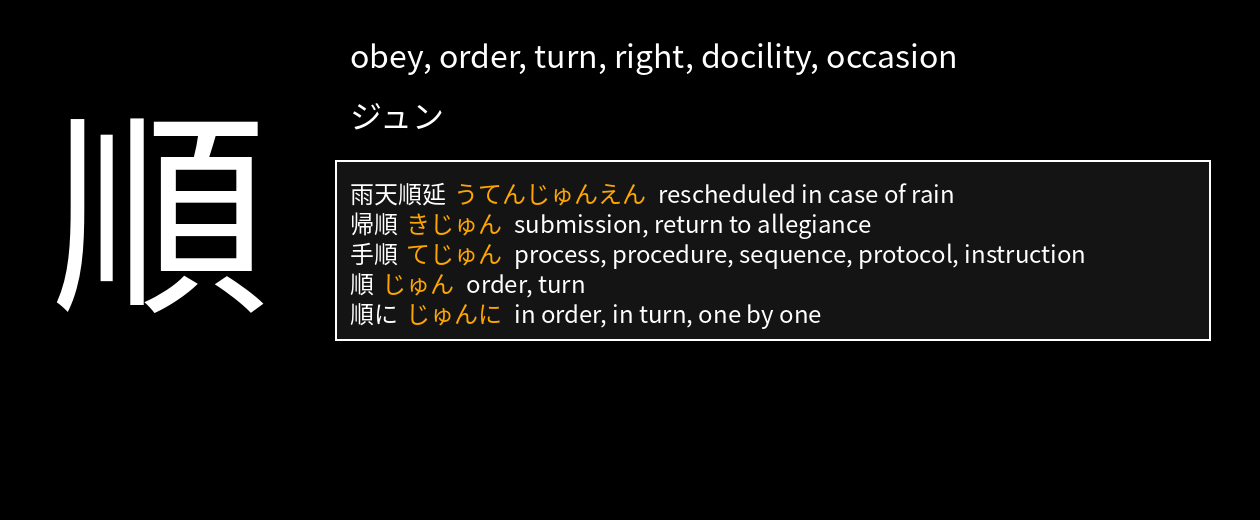 順
obey, order, turn, right, docility, occasion
ジュン
雨天順延 うてんじゅんえん rescheduled in case of rain
帰順 きじゅん submission, return to allegiance
手順 てじゅん process, procedure, sequence, protocol, instruction
順 じゅん order, turn
順に じゅんに in order, in turn, one by one